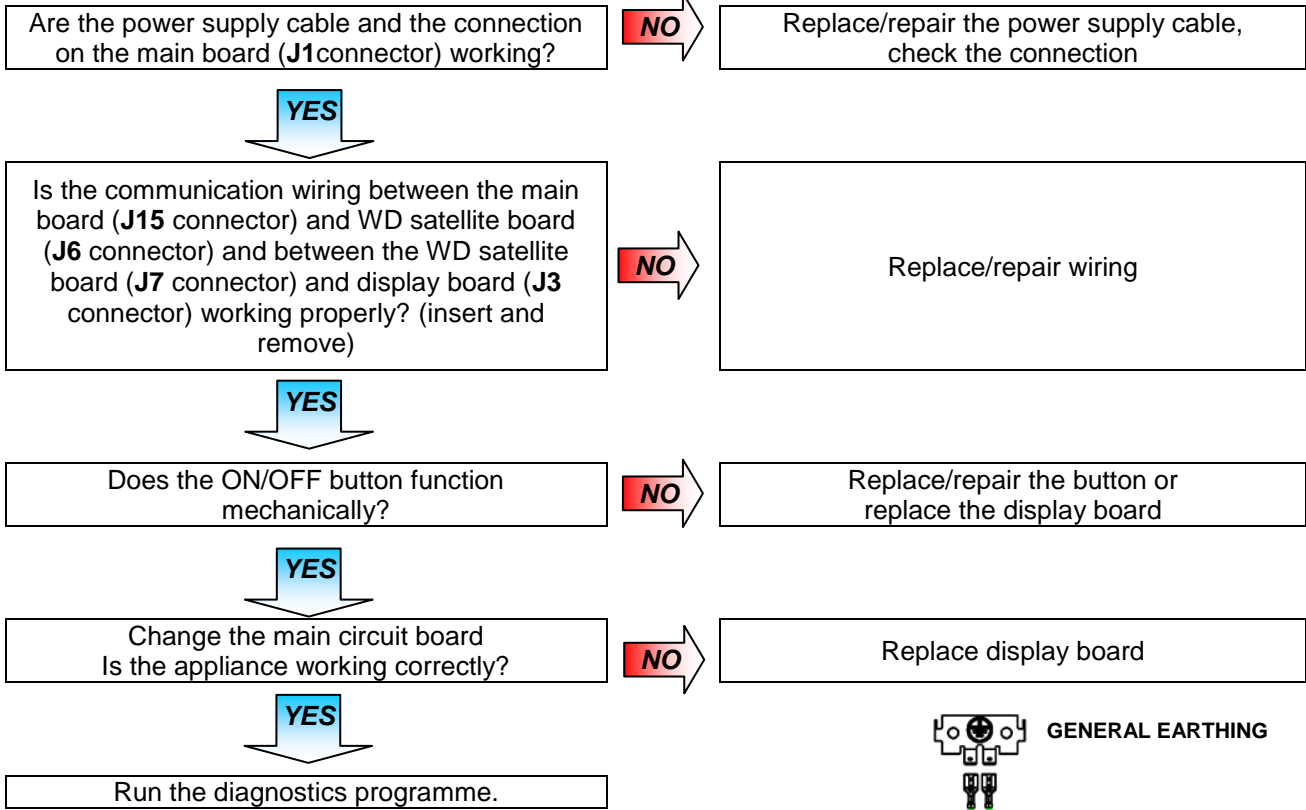 Are the power supply cable and the connection
on the main board (J1connector) working?
NO
Replace/repair the power supply cable,
check the connection
YES
Is the communication wiring between the main
board (J15 connector) and WD satellite board
(J6 connector) and between the WD satellite
board (J7 connector) and display board (J3
connector) working properly? (insert and
remove)
NO
Replace/repair wiring
YES
Does the ON/OFF button function
mechanically?
NO
Replace/repair the button or
replace the display board
YES
Change the main circuit board
Is the appliance working correctly?
NO
Replace display board
YES
GENERAL EARTHING
Run the diagnostics programme.